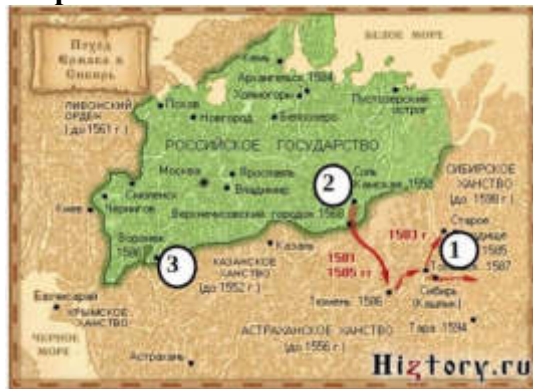 Поход
Ермака в
Сибирь
БЕЛОЕ МОРЕ
Архангельск 1584
Холмогоры
Пустозерский
острог
ЛИВОНСКИЙ
ОРДЕН
(до 1561 г.)
Псков
Новгород
Белоозеро
РОССИЙСКОЕ ГОСУДАРСТВО
Москва
Ярославль
Владимир
2
Соль
Камская 1558
СИБИРСКОЕ
ХАНСТВО
(до 1598 г.)
Смоленск
Киев
Чернигов
Верхнечусовский городок 1568
Воронеж
1586
3
КАЗАНСКОЕ
ХАНСТВО
(до 1552 г.)
Казань
1581
1585 гг
1583 г
Старое
1585
1
1587
Сибирь
(Кашлык)
Тюмень 1586
Тара 1594
Бахчисарай
КРЫМСКОЕ
ХАНСТВО
ЧЕРНОЕ
МОРЕ
АСТРАХАНСКОЕ ХАНСТВО
(до 1556 г.)
Астрахань
Hiztory.ru